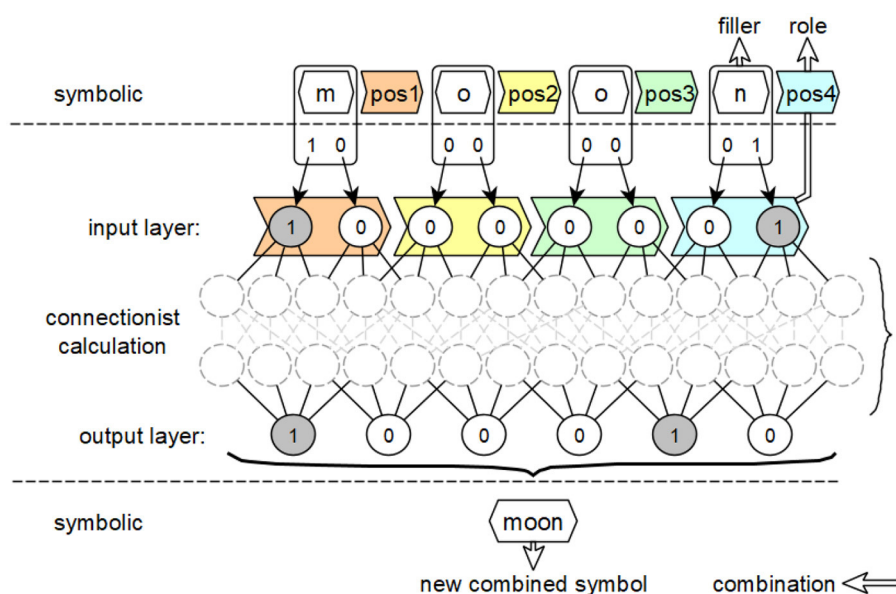 filler role
symbolic m pos1 o pos2 o pos3 n pos4
1 0 0 0 0 0 0 1
input layer: 1 0 0 0 0 0 0 1
connectionist
calculation
output layer: 1 0 0 0 1 0
symbolic moon
new combined symbol combination